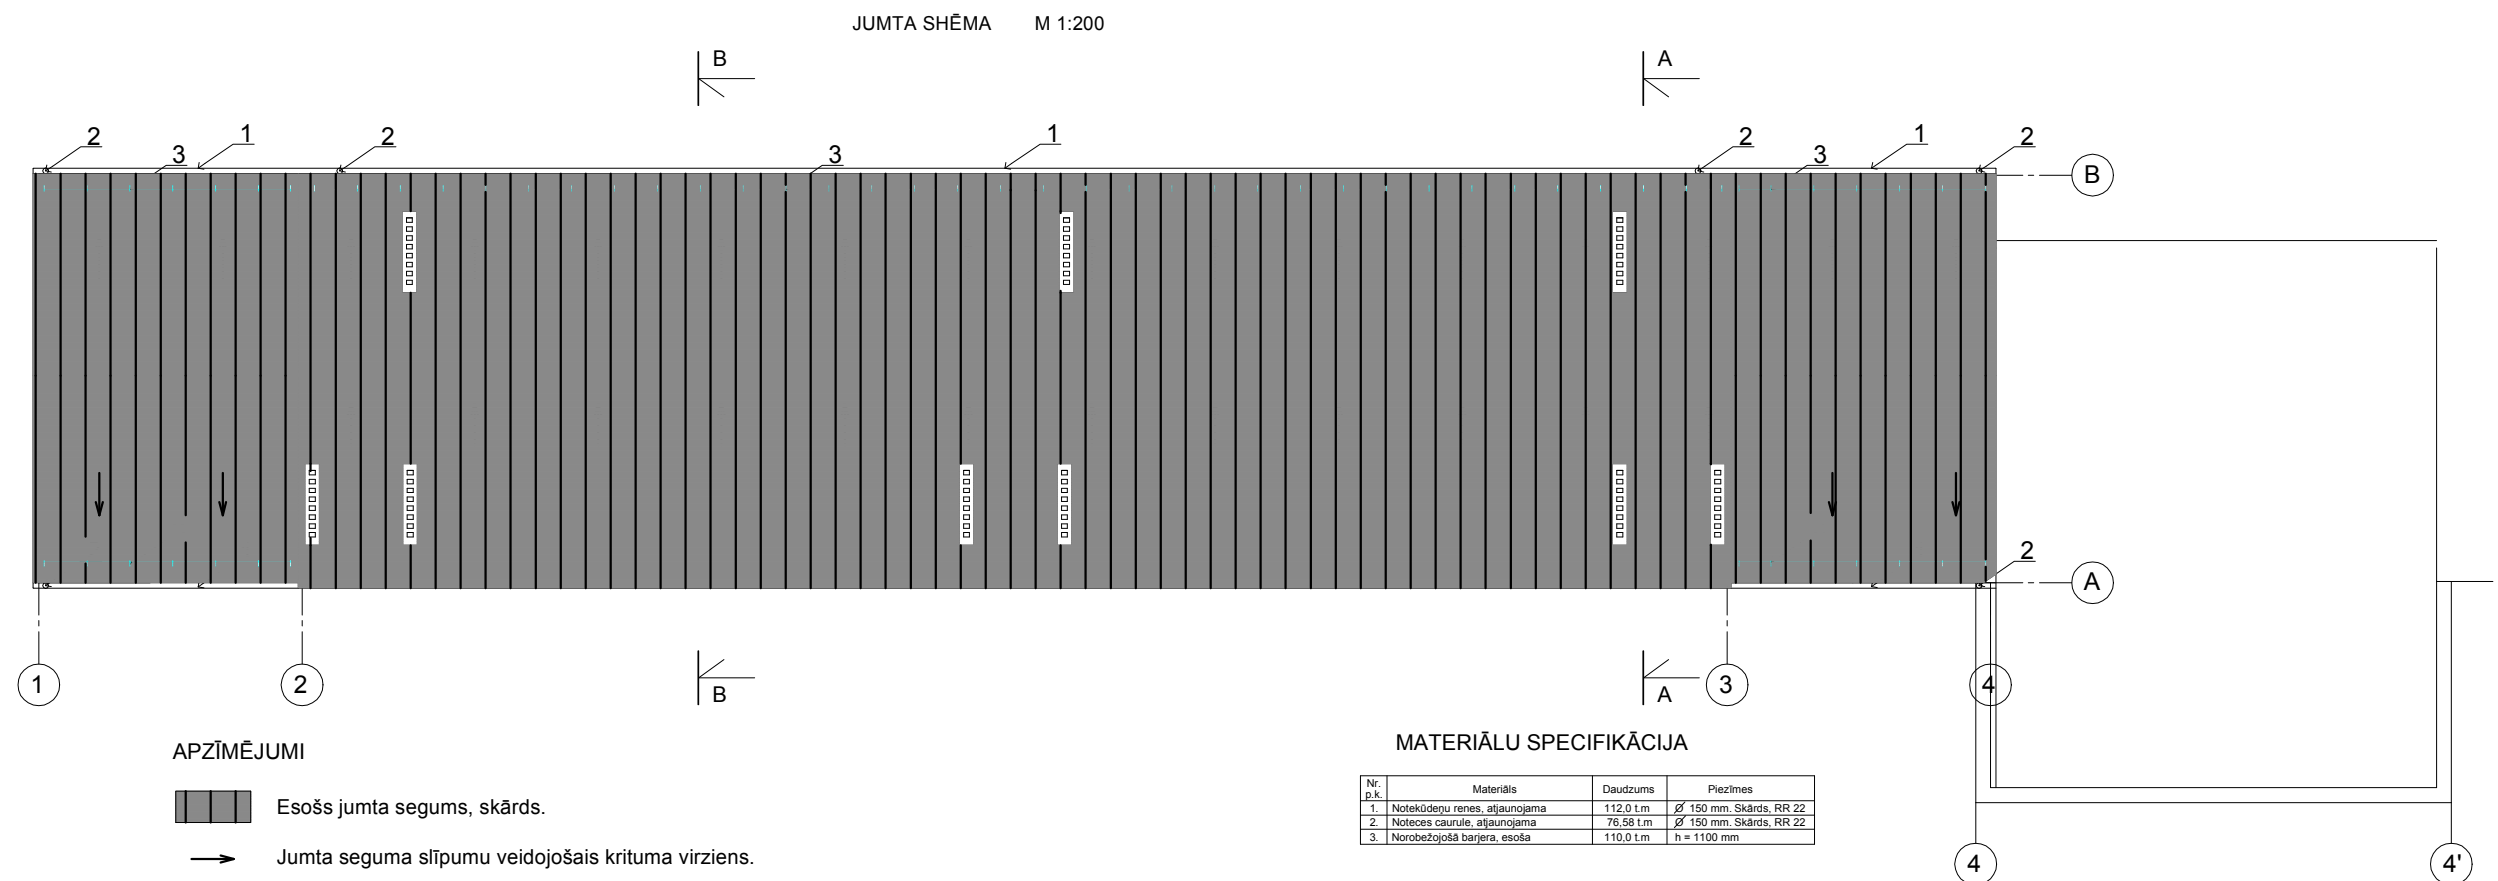 JUMTA SHĒMA M 1:200
B A
2 3 1 2 3 1 2 1 3 2
B
2
A
1 2 3 4
B A
APZĪMĒJUMI
Esošs jumta segums, skārds.
Jumta seguma slīpumu veidojošais krituma virziens.
MATERIĀLU SPECIFIKĀCIJA
Nr. p.k. Materiāls Daudzums Piezīmes
1. Notekūdeņu renes, atjaunojama 112,0 t.m Ø 150 mm. Skārds, RR 22
2. Noteces caurule, atjaunojama 76,58 t.m Ø 150 mm. Skārds, RR 22
3. Norobežojošā barjera, esoša 110,0 t.m h = 1100 mm
4 4'